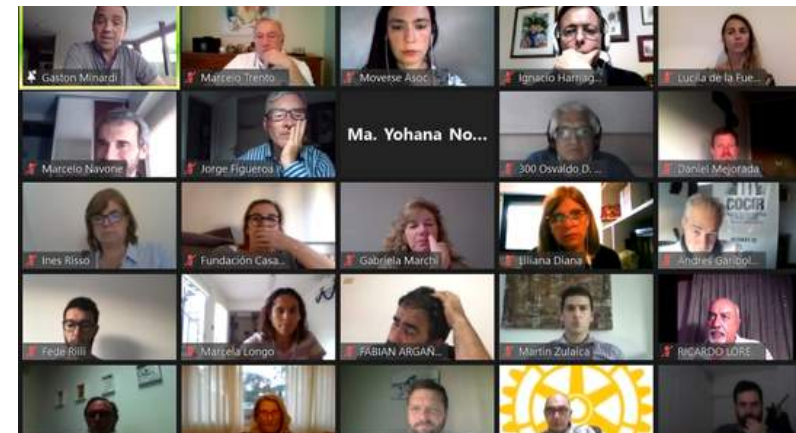 Gaston Minardi
Marcelo Trento
Moverse Asoc...
Ignacio Harriag...
Lucila de la Fue...
Marcelo Navone
Jorge Figueroa
Ma. Yohana No...
300 Osvaldo D. ...
Daniel Mejorada
COCIR
Ines Risso
Fundación Casa...
Gabriela Marchi
Liliana Diana
Andres Garibol...
Fede Rilli
Marcela Longo
FABIAN ARGAÑ...
Martin Zulaica
RICARDO LORE